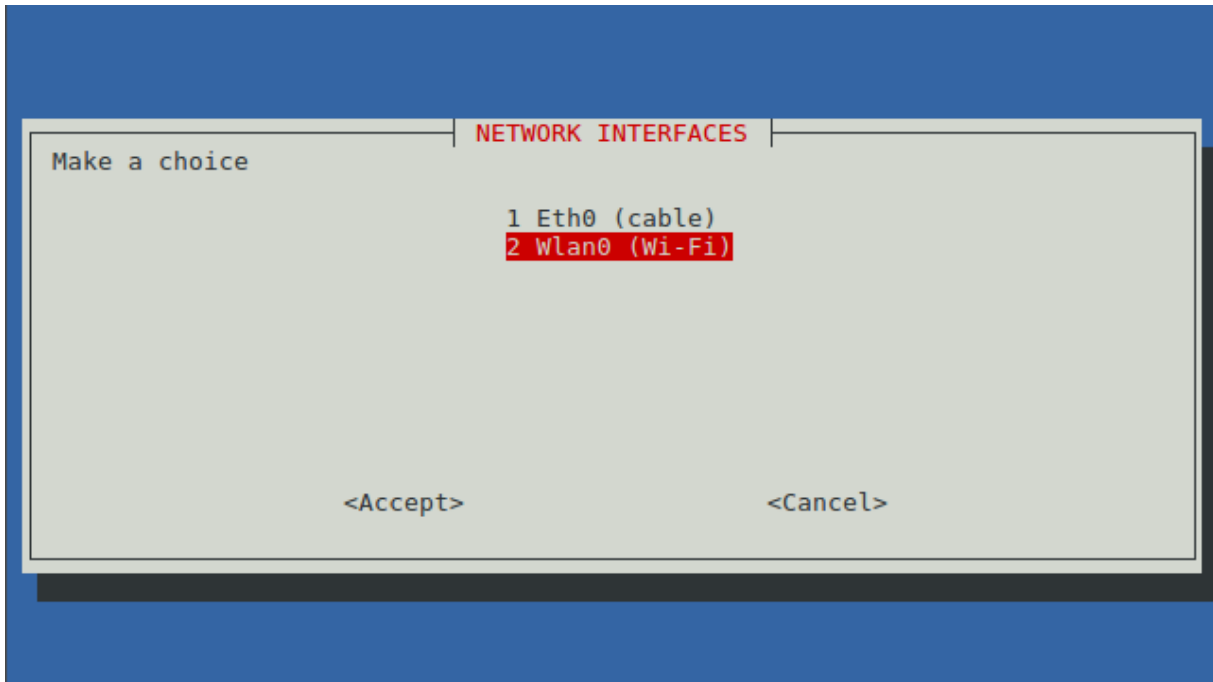 NETWORK INTERFACES
Make a choice
1 Eth0 (cable)
2 Wlan0 (Wi-Fi)
<Accept> <Cancel>